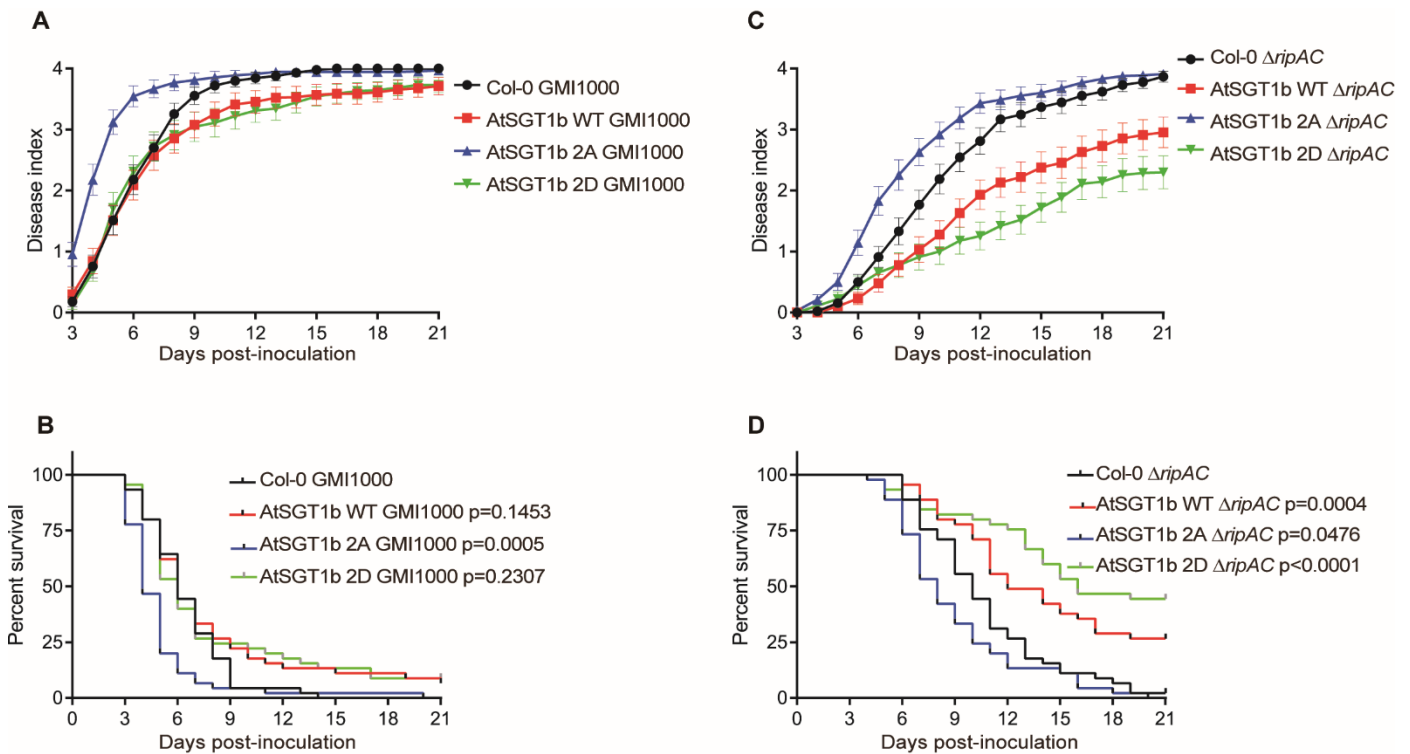 A
4
3
2
1
0
Disease index
3 6 9 12 15 18 21
Days post-inoculation
Col-0 GMI1000
AtSGT1b WT GMI1000
AtSGT1b 2A GMI1000
AtSGT1b 2D GMI1000
C
4
3
2
1
0
Disease index
3 6 9 12 15 18 21
Days post-inoculation
Col-0 ΔripAC
AtSGT1b WT ΔripAC
AtSGT1b 2A ΔripAC
AtSGT1b 2D ΔripAC
B
100
75
50
25
0
Percent survival
0 3 6 9 12 15 18 21
Days post-inoculation
Col-0 GMI1000
AtSGT1b WT GMI1000 p=0.1453
AtSGT1b 2A GMI1000 p=0.0005
AtSGT1b 2D GMI1000 p=0.2307
D
100
75
50
25
0
Percent survival
0 3 6 9 12 15 18 21
Days post-inoculation
Col-0 ΔripAC
AtSGT1b WT ΔripAC p=0.0004
AtSGT1b 2A ΔripAC p=0.0476
AtSGT1b 2D ΔripAC p<0.0001